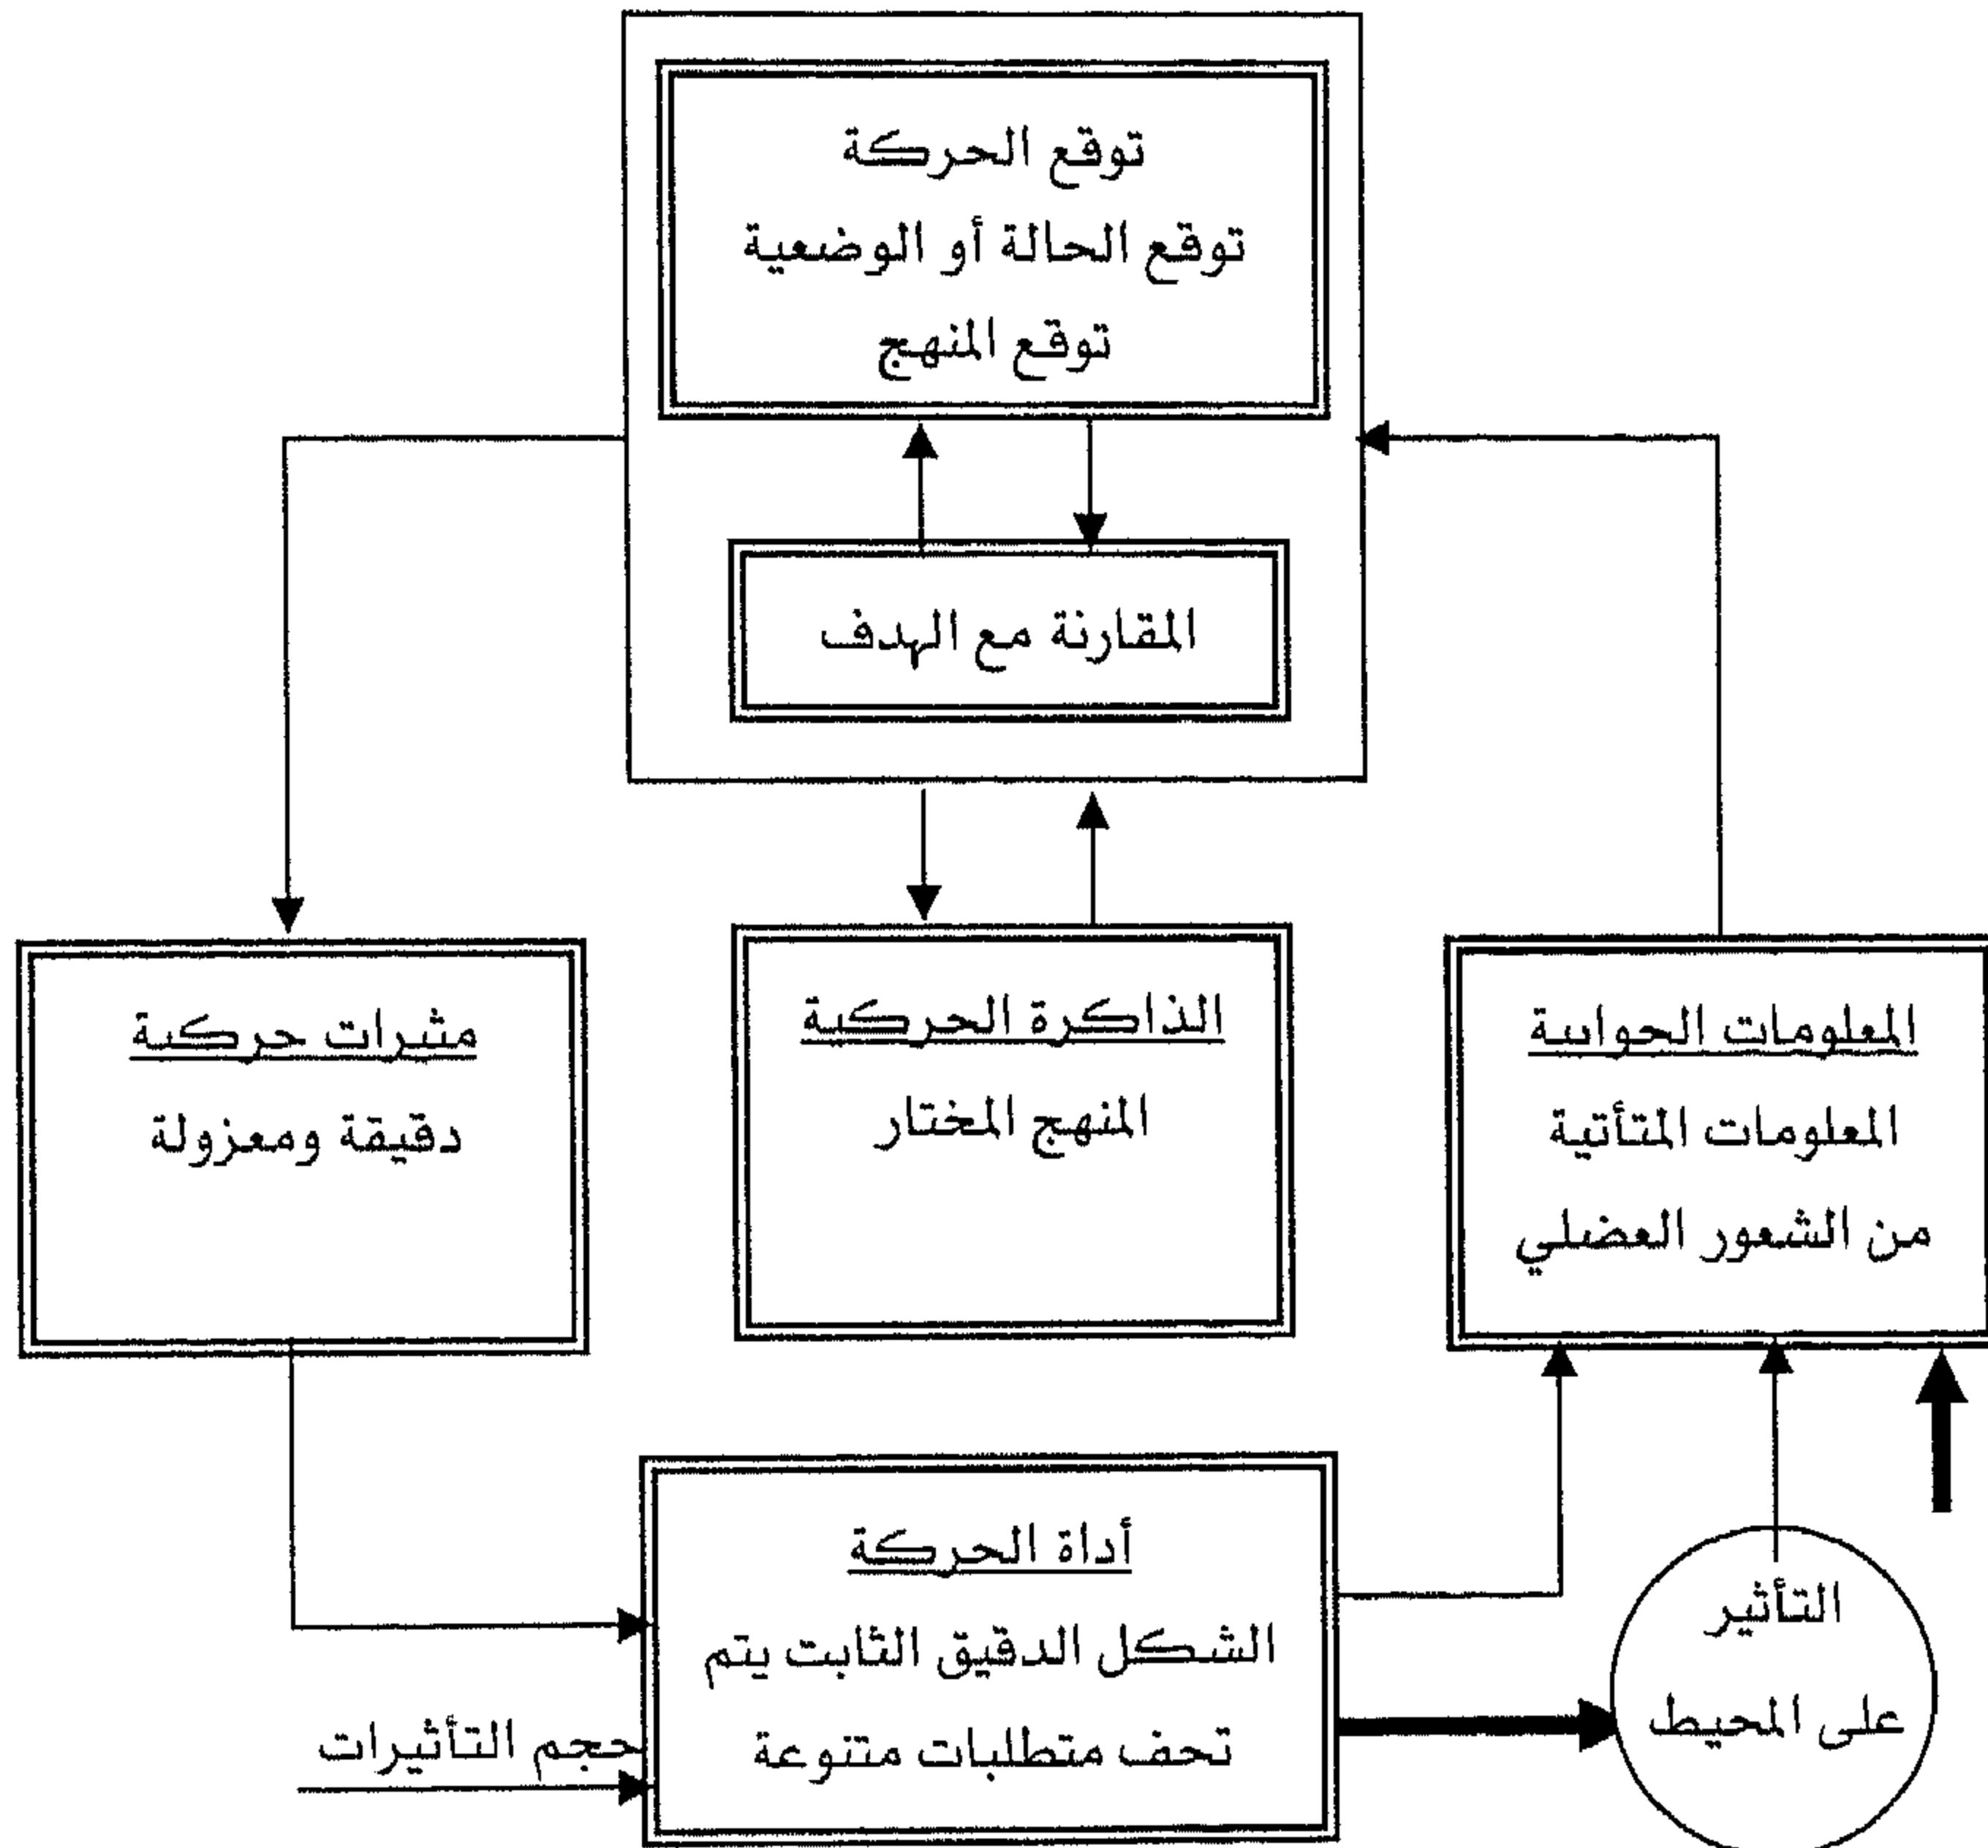 توقع الحركة
توقع الحالة أو الوضعية
توقع المنهج
المقارنة مع الهدف
المعلومات الحوابية
المعلومات المتأتية
من الشعور العضلي
الذاكرة الحركية
المنهج المختار
مثيرات حركية
دقيقة ومعزولة
أداة الحركة
الشكل الدقيق الثابت يتم
تحف متطلبات متنوعة
حجم التأثيرات
التأثير
على المحيط